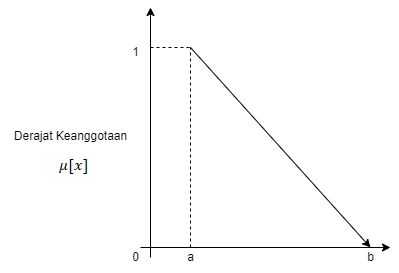 1
Derajat Keanggotaan
μ[x]
0
a
b